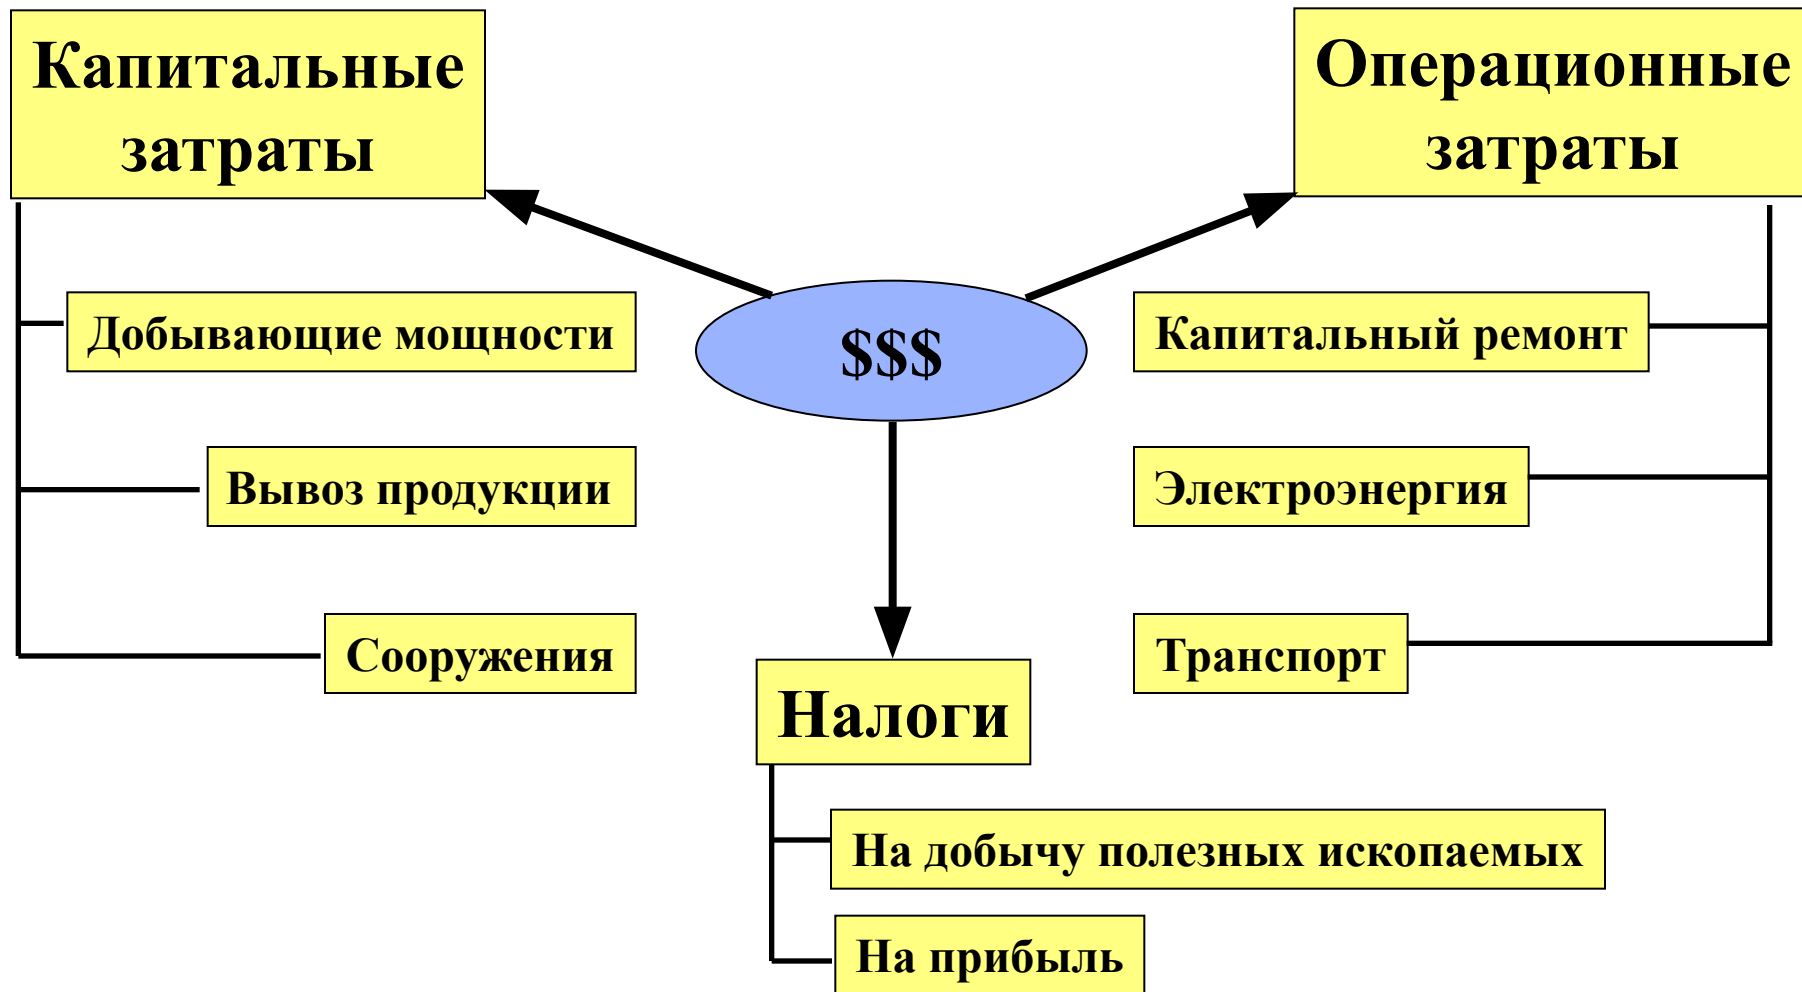 Капитальные
затраты
Операционные
затраты
$$$
Добывающие мощности
Капитальный ремонт
Вывоз продукции
Электроэнергия
Сооружения
Транспорт
Налоги
На добычу полезных ископаемых
На прибыль